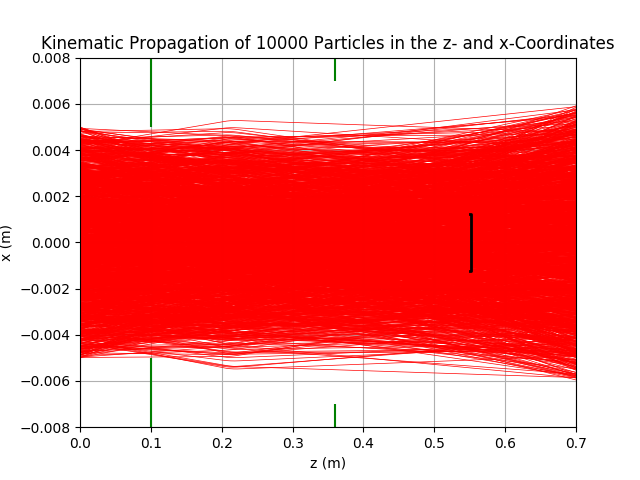 Kinematic Propagation of 10000 Particles in the z- and x-Coordinates
0.008
0.006
0.004
0.002
0.000
−0.002
−0.004
−0.006
−0.008
x (m)
0.0 0.1 0.2 0.3 0.4 0.5 0.6 0.7
z (m)